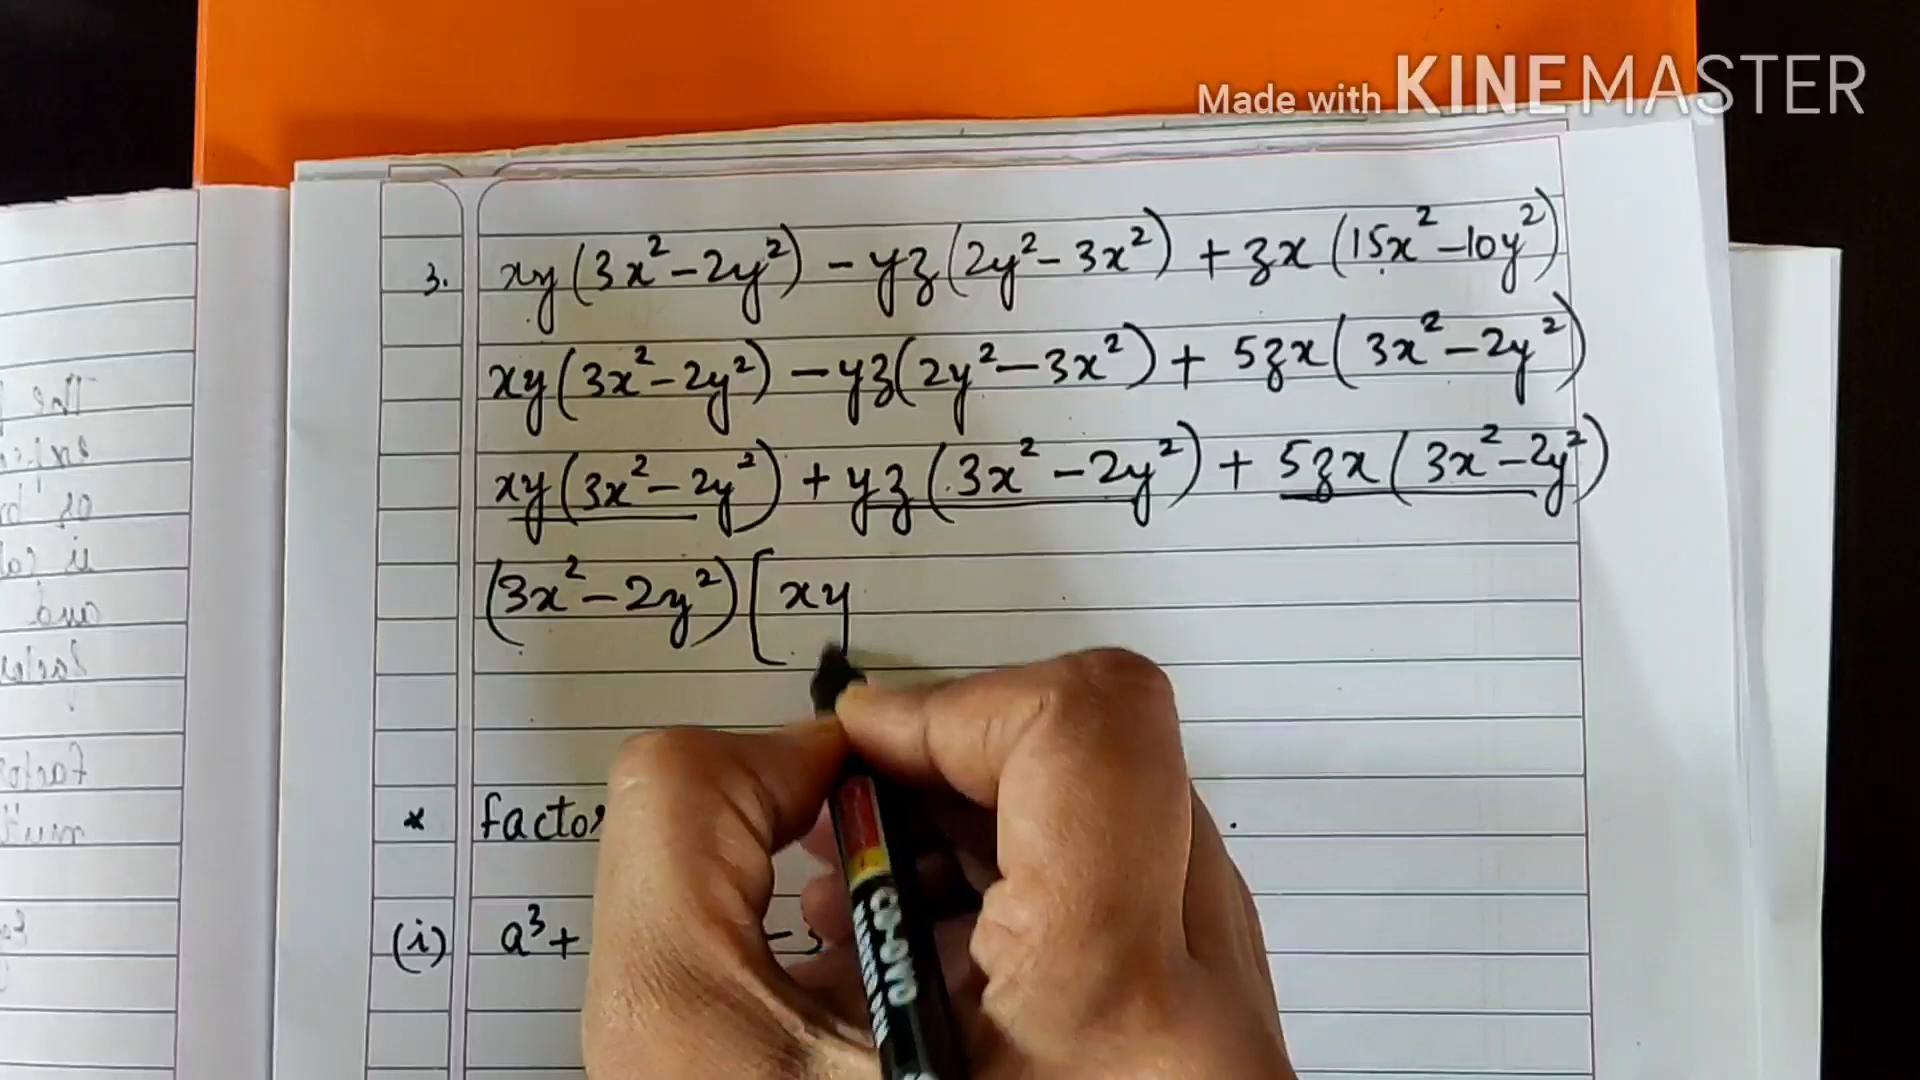 Made with KINEMASTER
3. xy(3x²-2y²) - yz(2y²-3x²) + zx(15x²-10y²)
xy(3x²-2y²) - yz(2y²-3x²) + 5zx(3x²-2y²)
xy(3x²-2y²) + yz(3x²-2y²) + 5zx(3x²-2y²)
(3x²-2y²)[xy
* factor
(i) a³+ -3